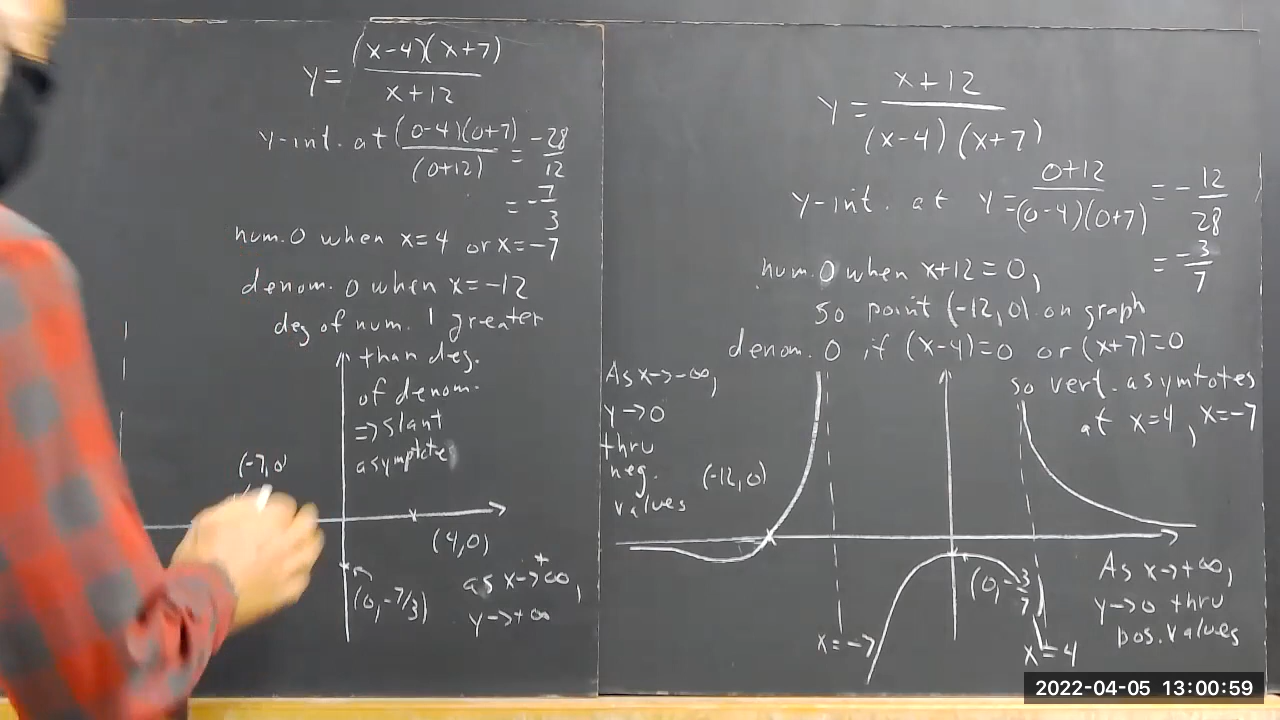 y = (x-4)(x+7)
x+12
y-int. at (0-4)(0+7) = -28
(0+12) 12
= -7
3
num. 0 when x=4 or x=-7
denom. 0 when x=-12
deg of num. 1 greater
than deg.
of denom.
=> slant
asymptote
(-7,0
(4,0)
(0,-7/3)
as x->+∞,
y->+∞
y = x+12
(x-4)(x+7)
y-int. at y = 0+12 = -12
(0-4)(0+7) 28
= -3
7
num. 0 when x+12=0,
so point (-12,0) on graph
denom. 0 if (x-4)=0 or (x+7)=0
so vert. asymtotes
at x=4, x=-7
As x->-∞,
y->0
thru
neg.
values
(-12,0)
(0,-3
7)
x=-7
x=4
As x->+∞,
y->0 thru
pos. values
2022-04-05 13:00:59